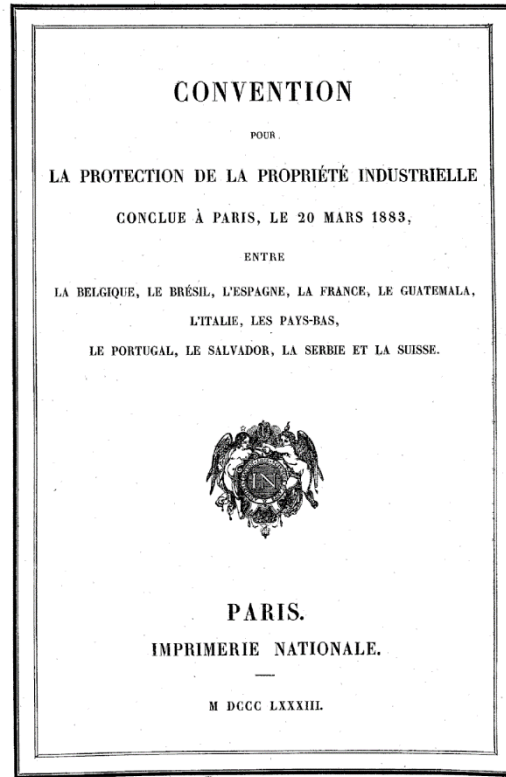 CONVENTION
POUR
LA PROTECTION DE LA PROPRIÉTÉ INDUSTRIELLE
CONCLUE À PARIS, LE 20 MARS 1883,
ENTRE
LA BELGIQUE, LE BRÉSIL, L'ESPAGNE, LA FRANCE, LE GUATEMALA,
L'ITALIE, LES PAYS-BAS,
LE PORTUGAL, LE SALVADOR, LA SERBIE ET LA SUISSE.
IN
PARIS.
IMPRIMERIE NATIONALE.
M DCCC LXXXIII.